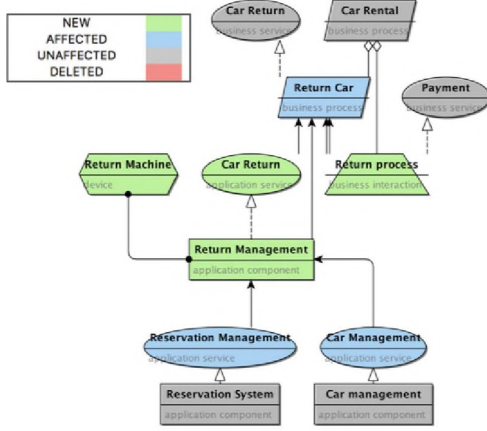 NEW
AFFECTED
UNAFFECTED
DELETED
Car Return
business service
Car Rental
business process
Return Car
business process
Payment
business service
Return Machine
device
Car Return
application service
Return process
business interaction
Return Management
application component
Reservation Management
application service
Car Management
application service
Reservation System
application component
Car management
application component